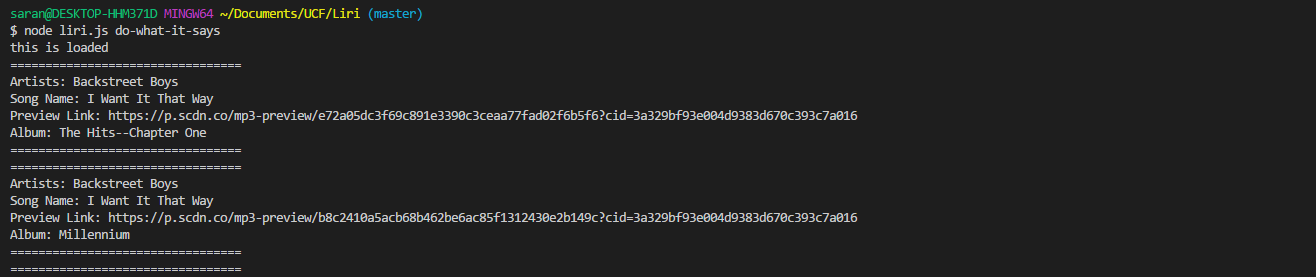 saran@DESKTOP-HHM371D MINGW64 ~/Documents/UCF/Liri (master)
$ node liri.js do-what-it-says
this is loaded
=================================
Artists: Backstreet Boys
Song Name: I Want It That Way
Preview Link: https://p.scdn.co/mp3-preview/e72a05dc3f69c891e3390c3ceaa77fad02f6b5f6?cid=3a329bf93e004d9383d670c393c7a016
Album: The Hits--Chapter One
=================================
=================================
Artists: Backstreet Boys
Song Name: I Want It That Way
Preview Link: https://p.scdn.co/mp3-preview/b8c2410a5acb68b462be6ac85f1312430e2b149c?cid=3a329bf93e004d9383d670c393c7a016
Album: Millennium
=================================
=================================